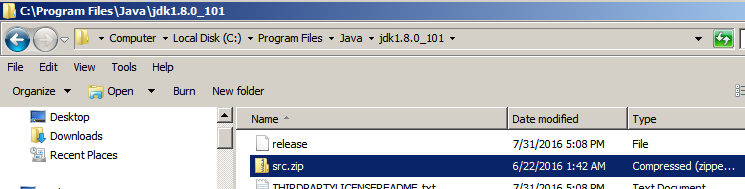 C:\Program Files\Java\jdk1.8.0_101
Computer Local Disk (C:) Program Files Java jdk1.8.0_101
File Edit View Tools Help
Organize Open Burn New folder
Desktop
Downloads
Recent Places
Name Date modified Type
release 7/31/2016 5:08 PM File
src.zip 6/22/2016 1:42 AM Compressed (zippe...
THIRDPARTYLICENSEREADME.txt 7/31/2016 5:08 PM Text Document